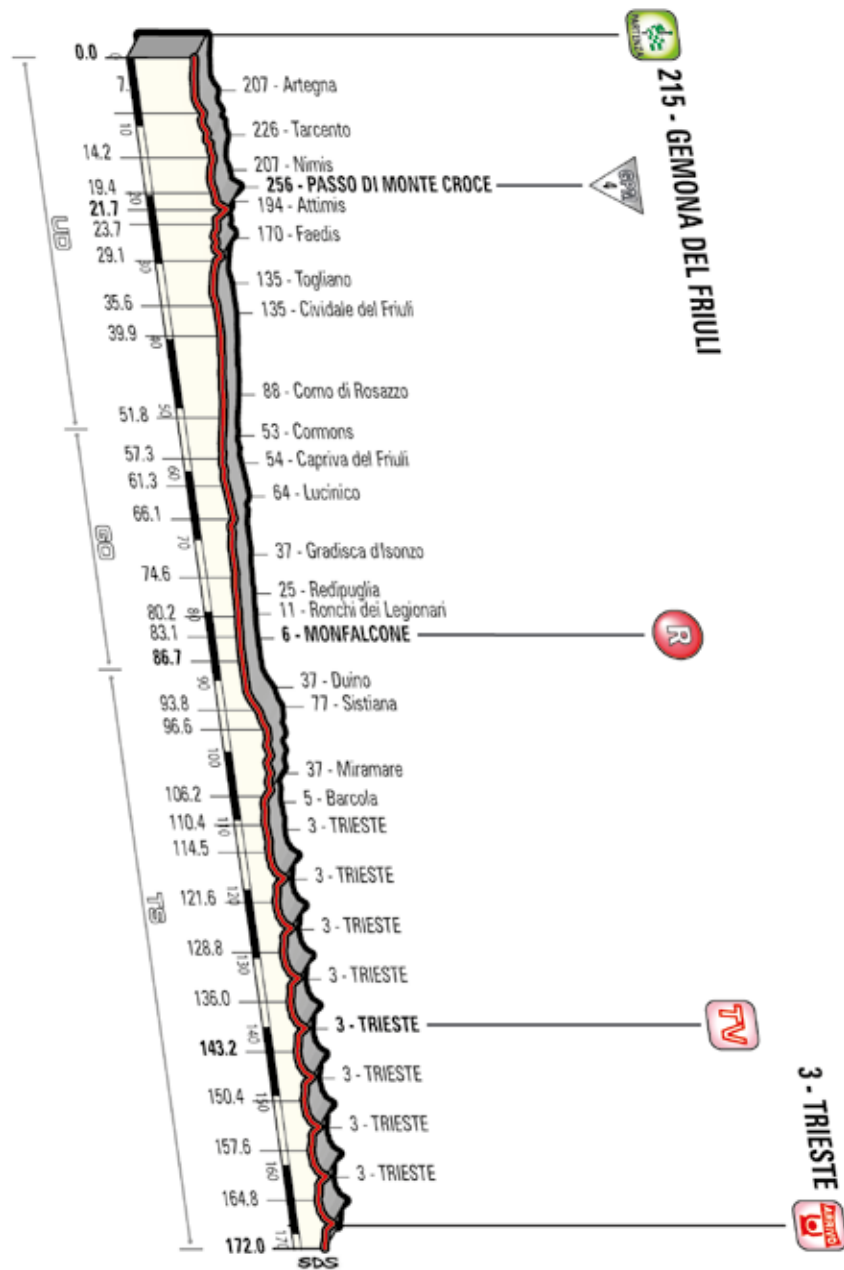 PARTENZA
215 - GEMONA DEL FRIULI
GPM
4
207 - Artegna
226 - Tarcento
207 - Nimis
256 - PASSO DI MONTE CROCE
194 - Attimis
170 - Faedis
135 - Togliano
135 - Cividale del Friuli
88 - Corno di Rosazzo
53 - Cormons
54 - Capriva del Friuli
64 - Lucinico
37 - Gradisca d'Isonzo
25 - Redipuglia
11 - Ronchi dei Legionari
6 - MONFALCONE
R
37 - Duino
77 - Sistiana
37 - Miramare
5 - Barcola
3 - TRIESTE
3 - TRIESTE
3 - TRIESTE
3 - TRIESTE
3 - TRIESTE
TV
3 - TRIESTE
3 - TRIESTE
3 - TRIESTE
3 - TRIESTE
ARRIVO
0.0
7.
14.2
19.4
21.7
23.7
29.1
35.6
39.9
51.8
57.3
61.3
66.1
74.6
80.2
83.1
86.7
93.8
96.6
106.2
110.4
114.5
121.6
128.8
136.0
143.2
150.4
157.6
164.8
172.0
0
10
20
30
40
50
60
70
80
90
100
110
120
130
140
150
160
170
UD
GO
TS
SDS